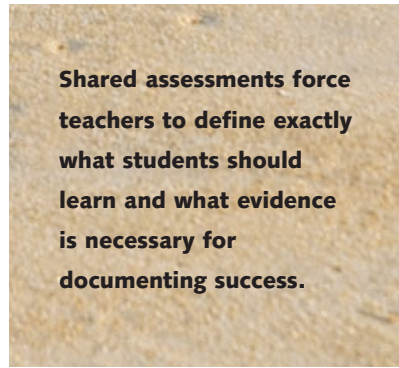 Shared assessments force
teachers to define exactly
what students should
learn and what evidence
is necessary for
documenting success.